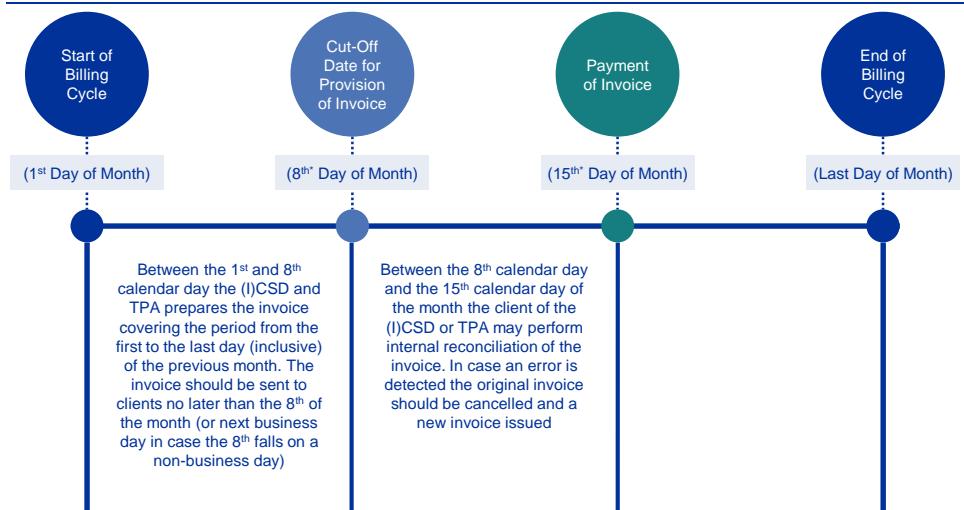 Start of
Billing
Cycle
Cut-Off
Date for
Provision
of Invoice
Payment
of Invoice
End of
Billing
Cycle
(1st Day of Month)
(8th* Day of Month)
(15th* Day of Month)
(Last Day of Month)
Between the 1st and 8th
calendar day the (I)CSD and
TPA prepares the invoice
covering the period from the
first to the last day (inclusive)
of the previous month. The
invoice should be sent to
clients no later than the 8th of
the month (or next business
day in case the 8th falls on a
non-business day)
Between the 8th calendar day
and the 15th calendar day of
the month the client of the
(I)CSD or TPA may perform
internal reconciliation of the
invoice. In case an error is
detected the original invoice
should be cancelled and a
new invoice issued